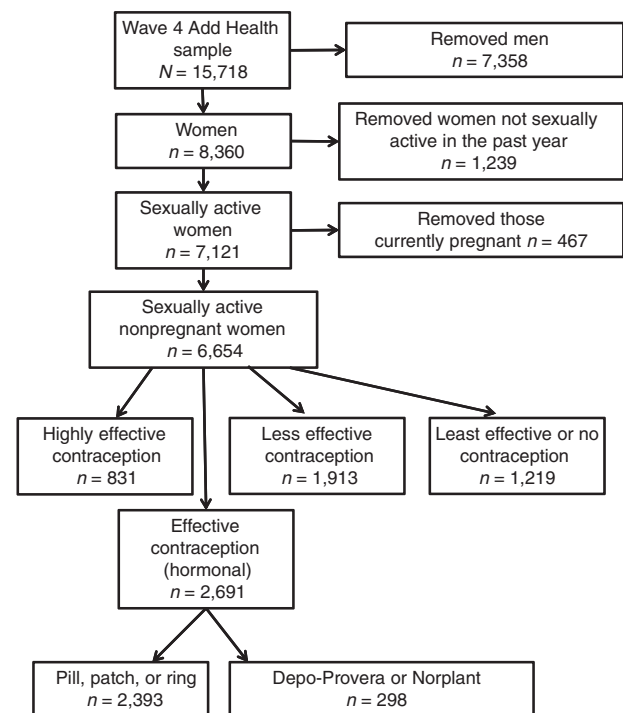 Wave 4 Add Health
sample
N = 15,718
Removed men
n = 7,358
Women
n = 8,360
Removed women not sexually
active in the past year
n = 1,239
Sexually active
women
n = 7,121
Removed those
currently pregnant n = 467
Sexually active
nonpregnant women
n = 6,654
Highly effective
contraception
n = 831
Less effective
contraception
n = 1,913
Least effective or no
contraception
n = 1,219
Effective
contraception
(hormonal)
n = 2,691
Pill, patch, or ring
n = 2,393
Depo-Provera or Norplant
n = 298